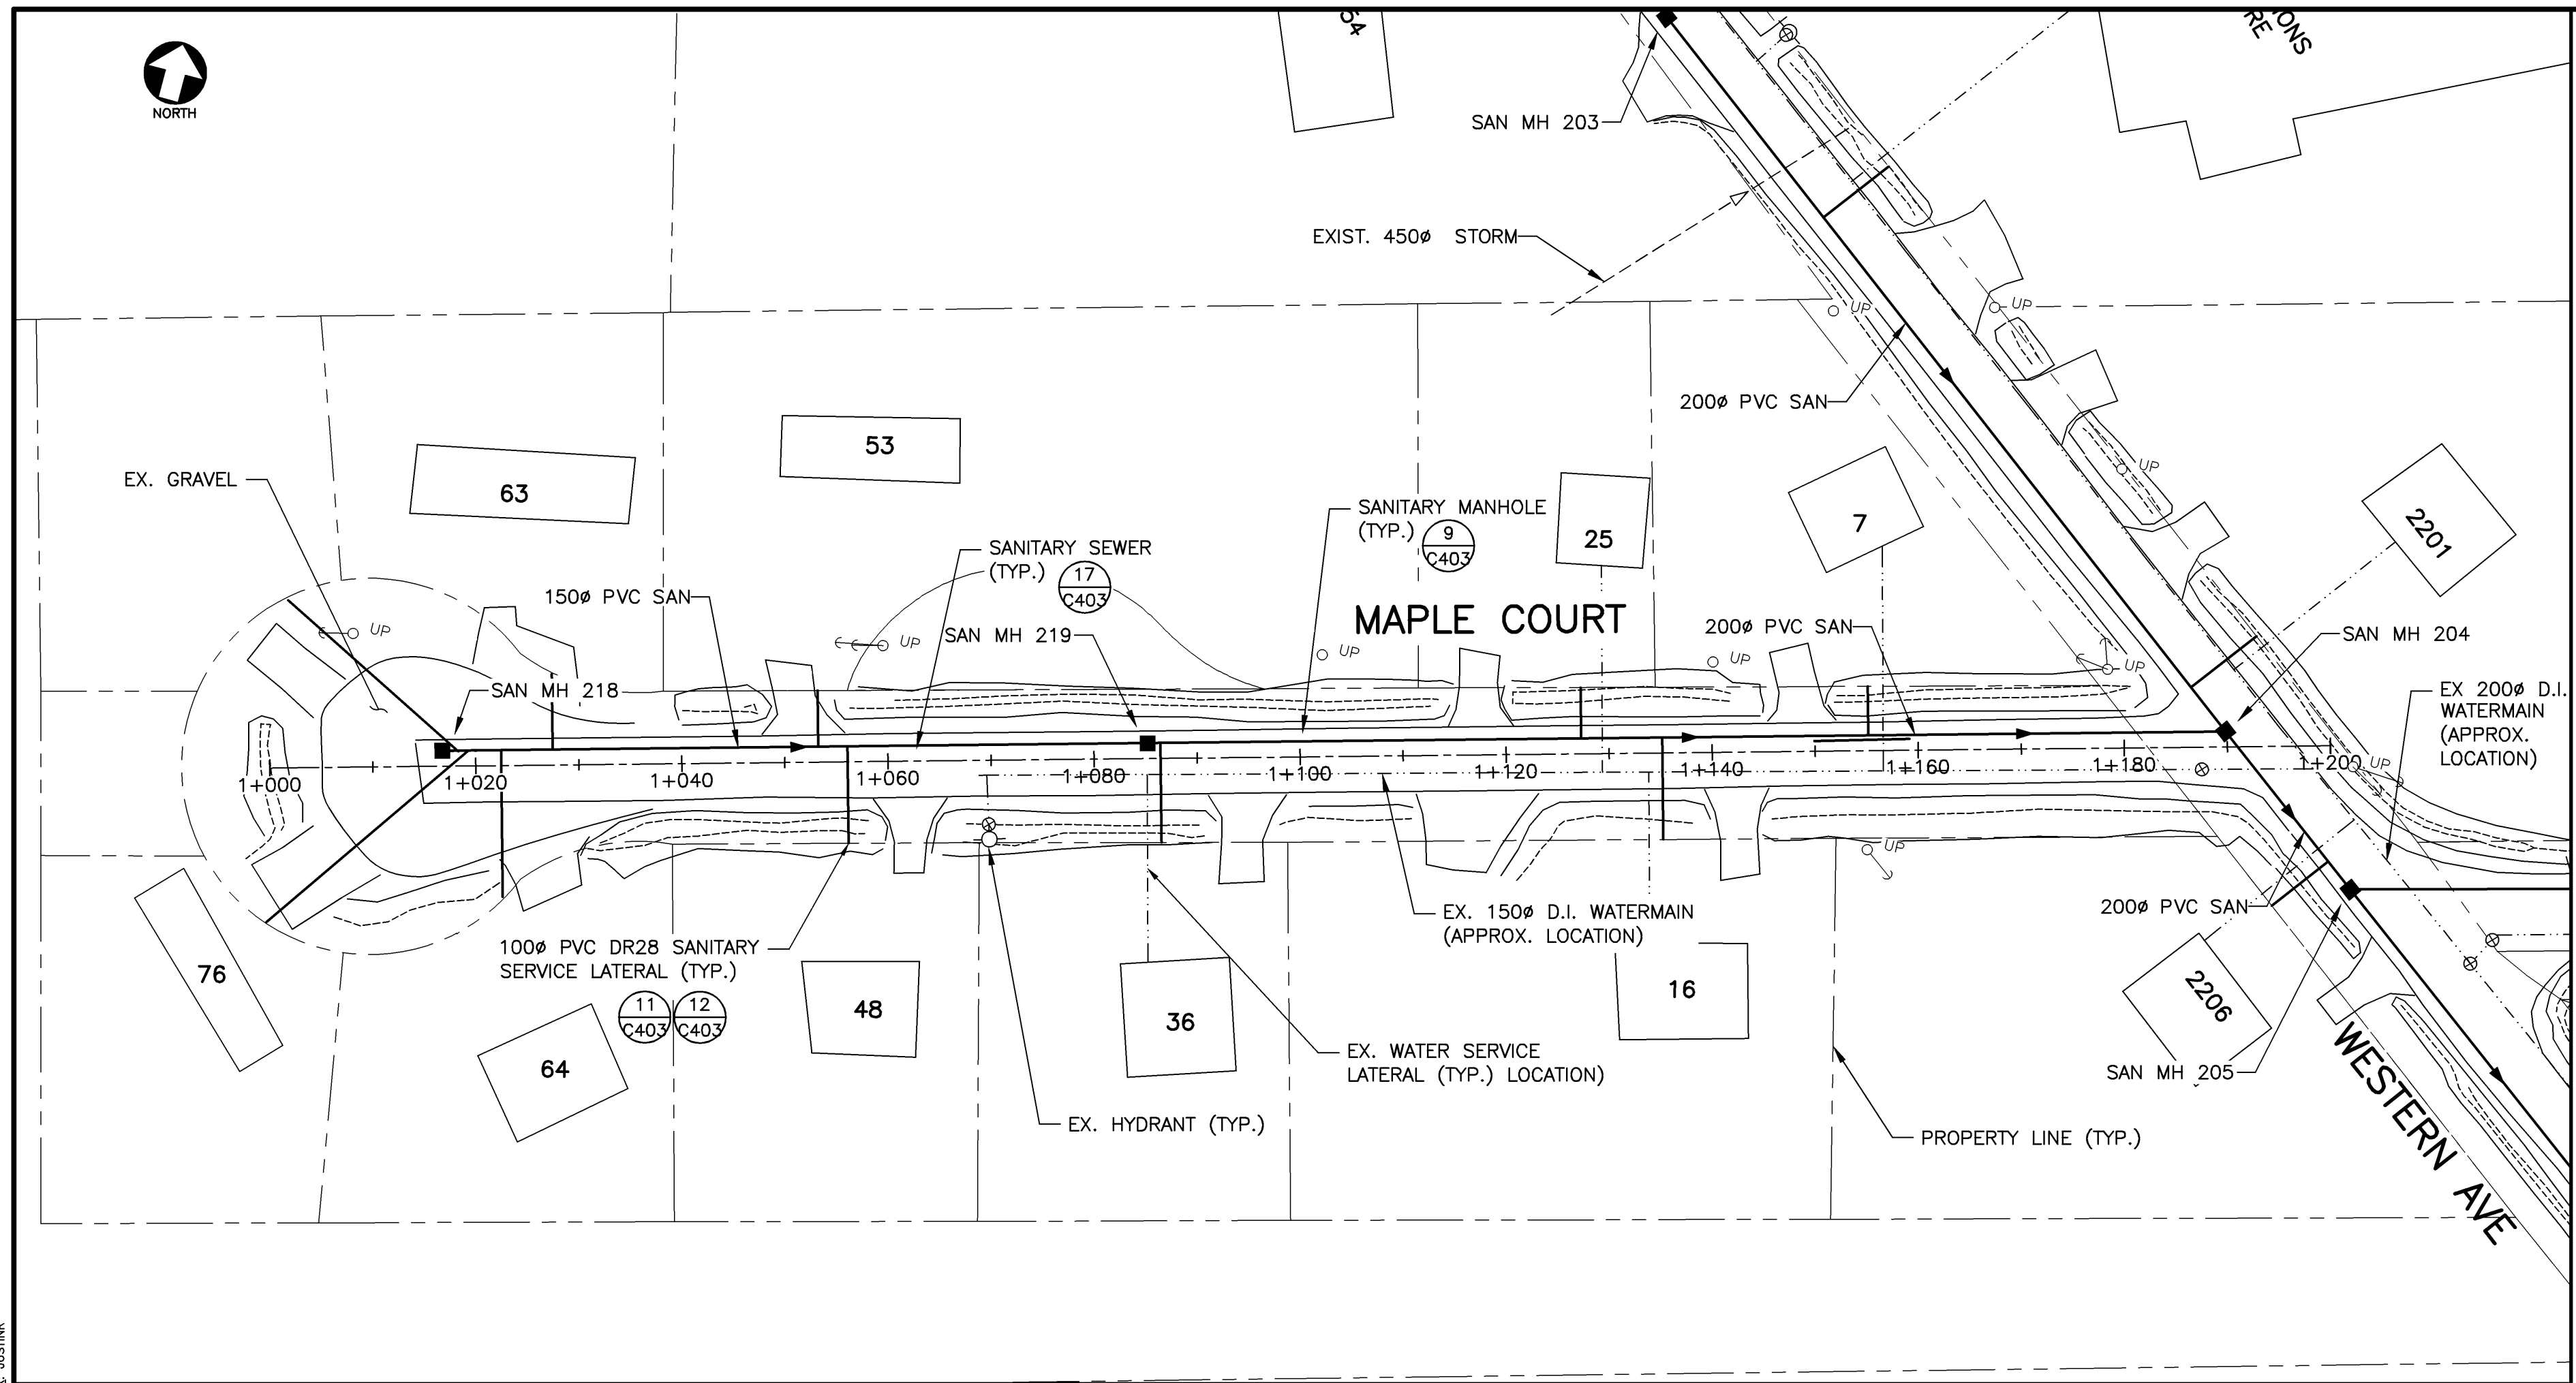 NORTH
54
IONS
RE
SAN MH 203
EXIST. 450ø STORM
UP
UP
200ø PVC SAN
UP
EX. GRAVEL
63
53
SANITARY MANHOLE
(TYP.)
9
C403
25
7
2201
SANITARY SEWER
(TYP.)
17
C403
150ø PVC SAN
MAPLE COURT
200ø PVC SAN
SAN MH 204
UP
UP
SAN MH 219
UP
UP
UP
SAN MH 218
EX 200ø D.I.
WATERMAIN
(APPROX.
LOCATION)
1+000
1+020
1+040
1+060
1+080
1+100
1+120
1+140
1+160
1+180
1+200
UP
UP
EX. 150ø D.I. WATERMAIN
(APPROX. LOCATION)
200ø PVC SAN
100ø PVC DR28 SANITARY
SERVICE LATERAL (TYP.)
11
C403
12
C403
76
64
48
36
16
2206
EX. WATER SERVICE
LATERAL (TYP.) LOCATION)
SAN MH 205
EX. HYDRANT (TYP.)
PROPERTY LINE (TYP.)
WESTERN AVE